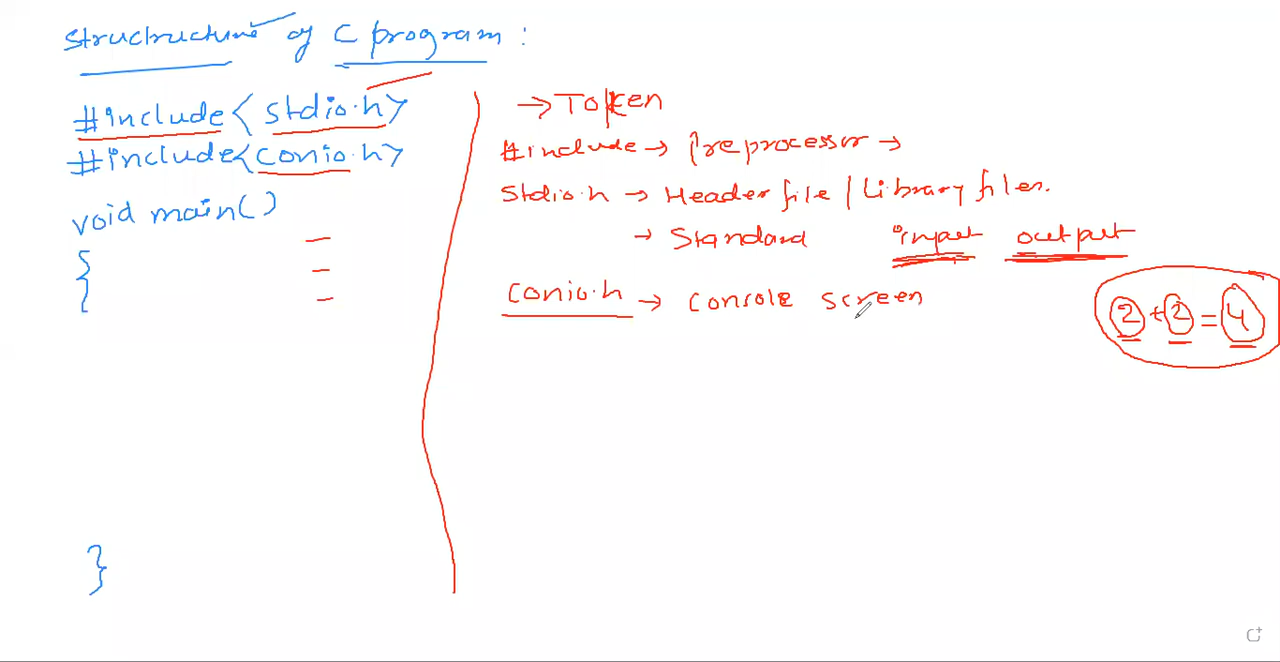 Structructure of C program :
#include< stdio.h>
#include<conio.h>
void main()
{
}
→ Token
#include → Preprocessor →
Stdio.h → Header file / Library files.
→ Standard input output
Conio.h → Console screen
2 + 2 = 4